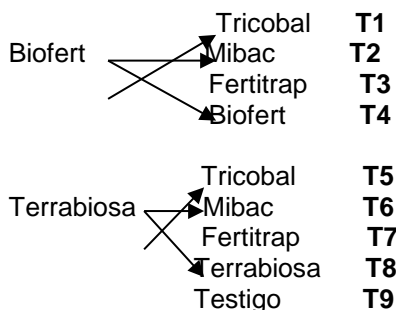 Tricobal T1
Biofert Mibac T2
Fertitrap T3
Biofert T4
Tricobal T5
Terrabiosa Mibac T6
Fertitrap T7
Terrabiosa T8
Testigo T9